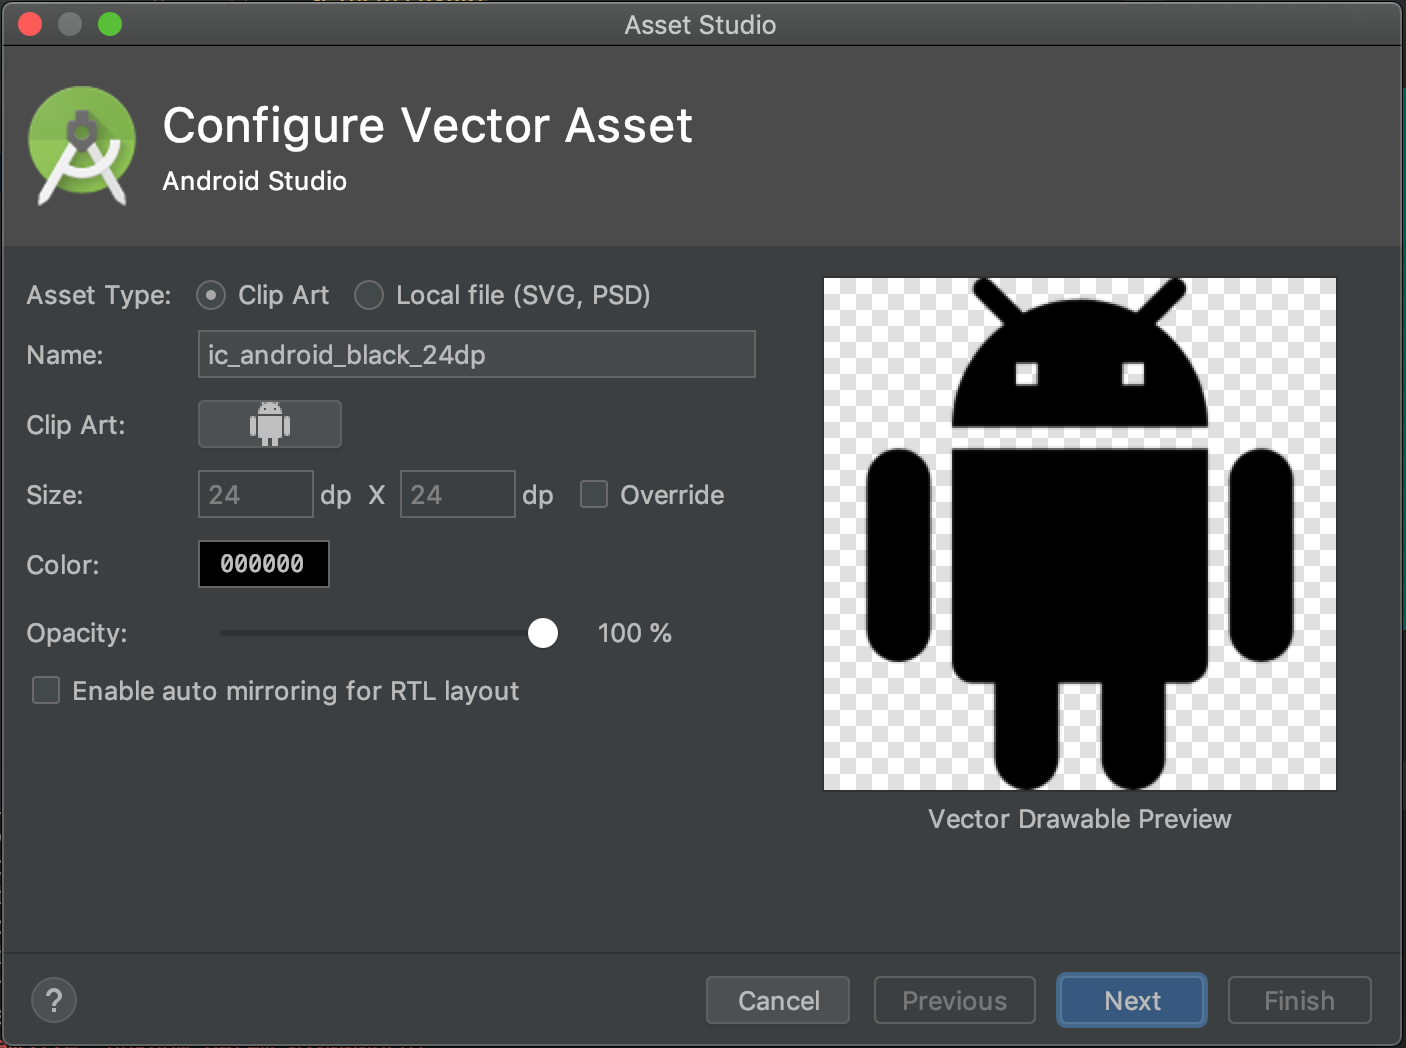 Asset Studio
Configure Vector Asset
Android Studio
Asset Type: Clip Art Local file (SVG, PSD)
Name: ic_android_black_24dp
Clip Art:
Size: 24 dp X 24 dp Override
Color: 000000
Opacity: 100 %
Enable auto mirroring for RTL layout
Vector Drawable Preview
? Cancel Previous Next Finish